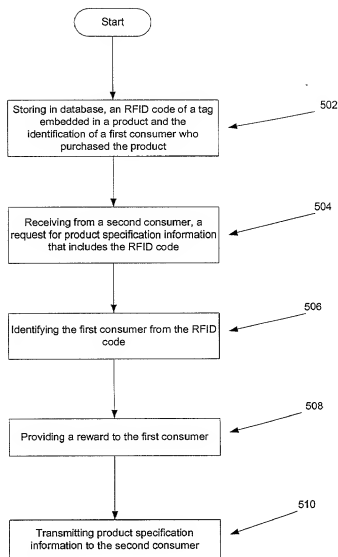 Start
Storing in database, an RFID code of a tag
embedded in a product and the
identification of a first consumer who
purchased the product
502
Receiving from a second consumer, a
request for product specification information
that includes the RFID code
504
Identifying the first consumer from the RFID
code
506
Providing a reward to the first consumer
508
Transmitting product specification
information to the second consumer
510